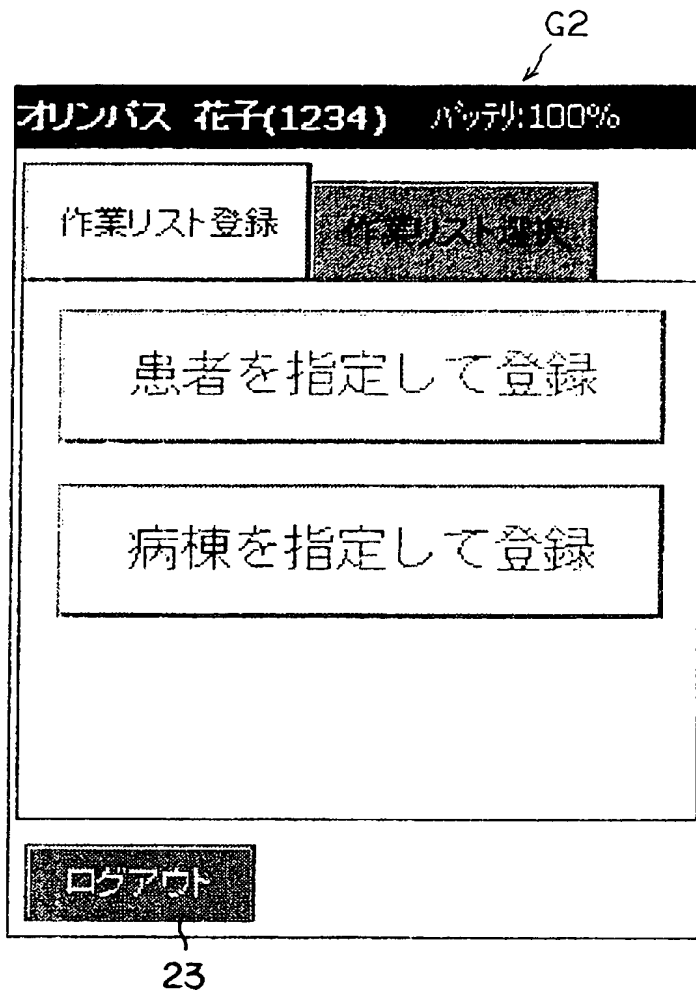 G2
オリンパス 花子(1234) バッテリ:100%
作業リスト登録 作業リスト選択
患者を指定して登録
病棟を指定して登録
ログアウト
23